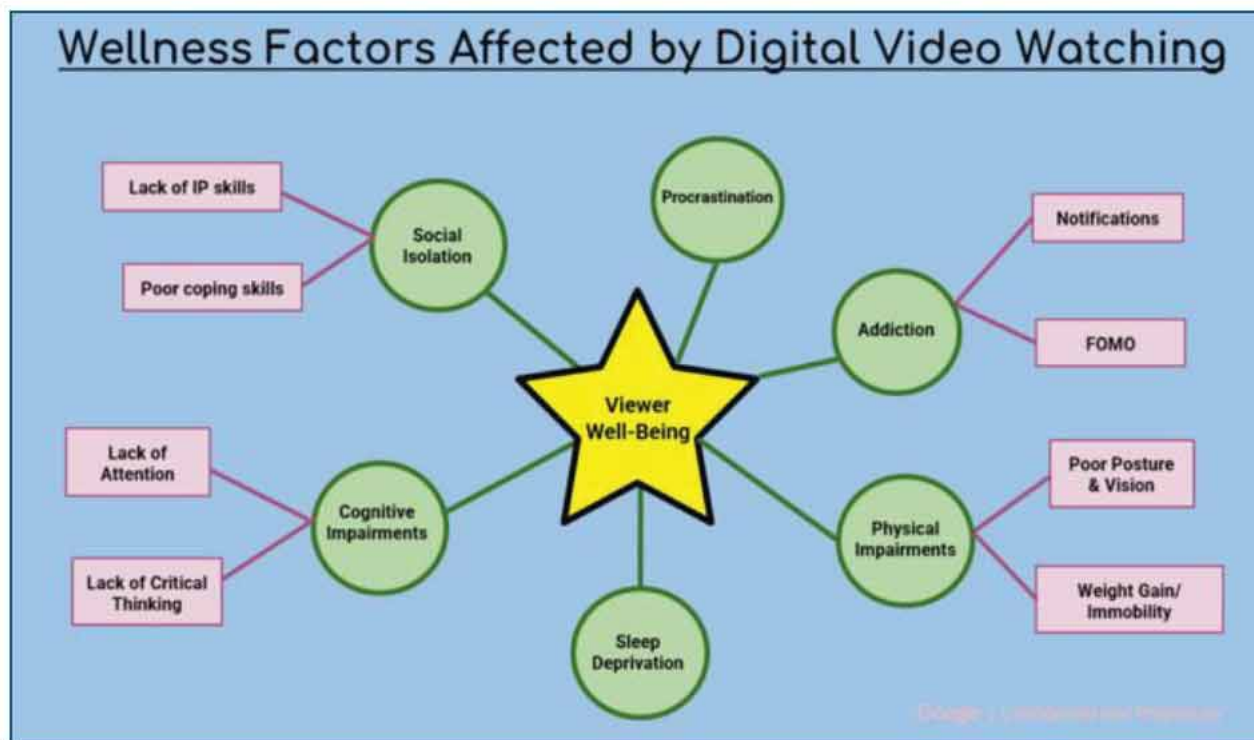 Wellness Factors Affected by Digital Video Watching
Lack of IP skills
Poor coping skills
Social
Isolation
Procrastination
Addiction
Notifications
FOMO
Viewer
Well-Being
Lack of
Attention
Lack of Critical
Thinking
Cognitive
Impairments
Sleep
Deprivation
Physical
Impairments
Poor Posture
& Vision
Weight Gain/
Immobility
Google